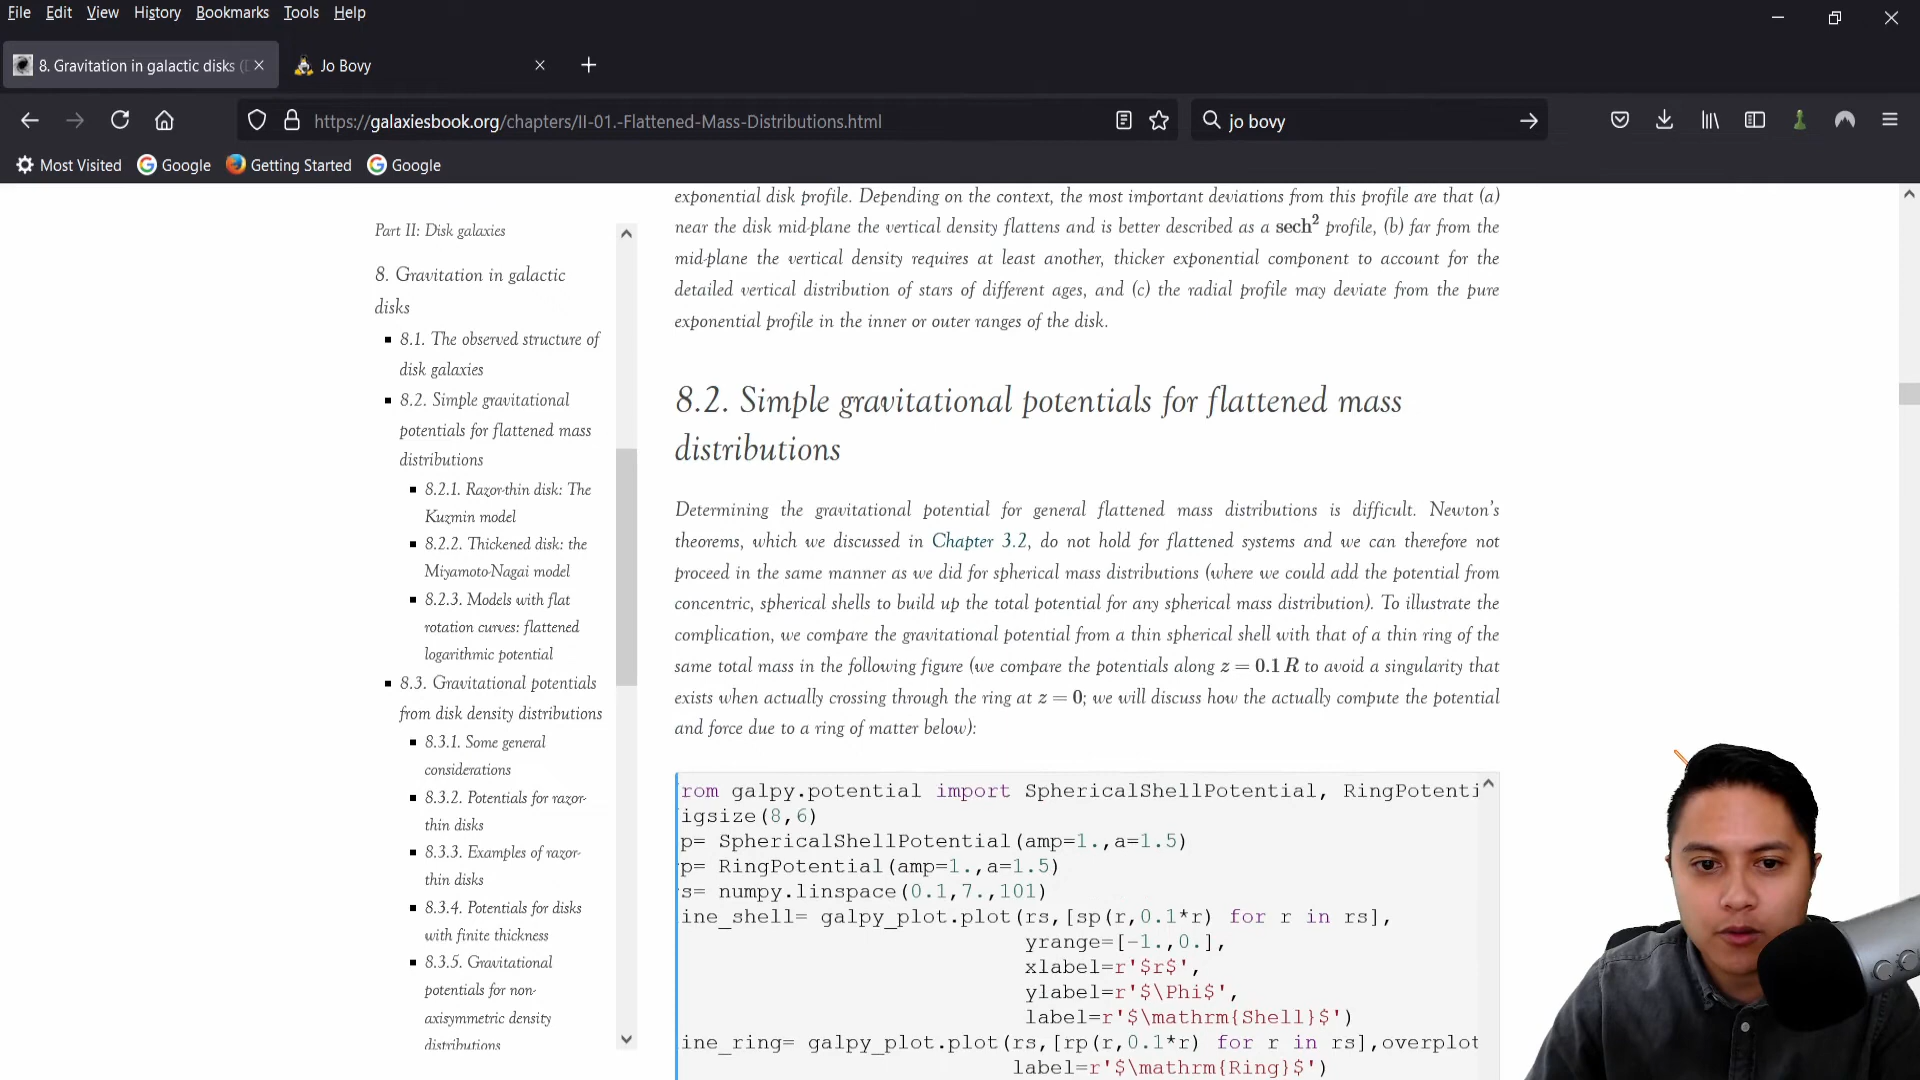 File Edit View History Bookmarks Tools Help
8. Gravitation in galactic disks (
Jo Bovy
https://galaxiesbook.org/chapters/II-01.-Flattened-Mass-Distributions.html
jo bovy
Most Visited Google Getting Started Google
Part II: Disk galaxies
8. Gravitation in galactic
disks
8.1. The observed structure of
disk galaxies
8.2. Simple gravitational
potentials for flattened mass
distributions
8.2.1. Razor-thin disk: The
Kuzmin model
8.2.2. Thickened disk: the
Miyamoto-Nagai model
8.2.3. Models with flat
rotation curves: flattened
logarithmic potential
8.3. Gravitational potentials
from disk density distributions
8.3.1. Some general
considerations
8.3.2. Potentials for razor-
thin disks
8.3.3. Examples of razor-
thin disks
8.3.4. Potentials for disks
with finite thickness
8.3.5. Gravitational
potentials for non-
axisymmetric density
distributions
exponential disk profile. Depending on the context, the most important deviations from this profile are that (a)
near the disk mid-plane the vertical density flattens and is better described as a sech² profile, (b) far from the
mid-plane the vertical density requires at least another, thicker exponential component to account for the
detailed vertical distribution of stars of different ages, and (c) the radial profile may deviate from the pure
exponential profile in the inner or outer ranges of the disk.
8.2. Simple gravitational potentials for flattened mass
distributions
Determining the gravitational potential for general flattened mass distributions is difficult. Newton's
theorems, which we discussed in Chapter 3.2, do not hold for flattened systems and we can therefore not
proceed in the same manner as we did for spherical mass distributions (where we could add the potential from
concentric, spherical shells to build up the total potential for any spherical mass distribution). To illustrate the
complication, we compare the gravitational potential from a thin spherical shell with that of a thin ring of the
same total mass in the following figure (we compare the potentials along z = 0.1 R to avoid a singularity that
exists when actually crossing through the ring at z = 0; we will discuss how the actually compute the potential
and force due to a ring of matter below):
rom galpy.potential import SphericalShellPotential, RingPotenti
igsize(8,6)
p= SphericalShellPotential(amp=1.,a=1.5)
p= RingPotential(amp=1.,a=1.5)
s= numpy.linspace(0.1,7.,101)
ine_shell= galpy_plot.plot(rs,[sp(r,0.1*r) for r in rs],
yrange=[-1.,0.],
xlabel=r'$r$',
ylabel=r'$\Phi$',
label=r'$\mathrm{Shell}$')
ine_ring= galpy_plot.plot(rs,[rp(r,0.1*r) for r in rs],overplot
label=r'$\mathrm{Ring}$')